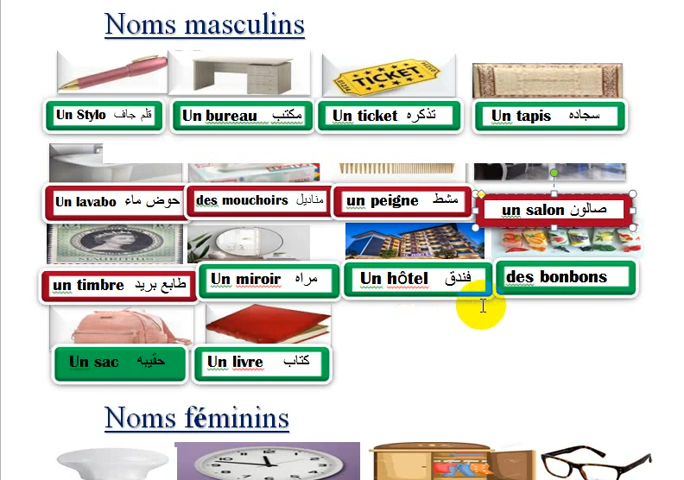 Noms masculins
TICKET
Un Stylo قلم جاف
Un bureau مكتب
Un ticket تذكره
Un tapis سجاده
Un lavabo حوض ماء
des mouchoirs مناديل
un peigne مشط
un salon صالون
un timbre طابع بريد
Un miroir مراه
Un hôtel فندق
des bonbons
Un sac حقيبه
Un livre كتاب
Noms féminins